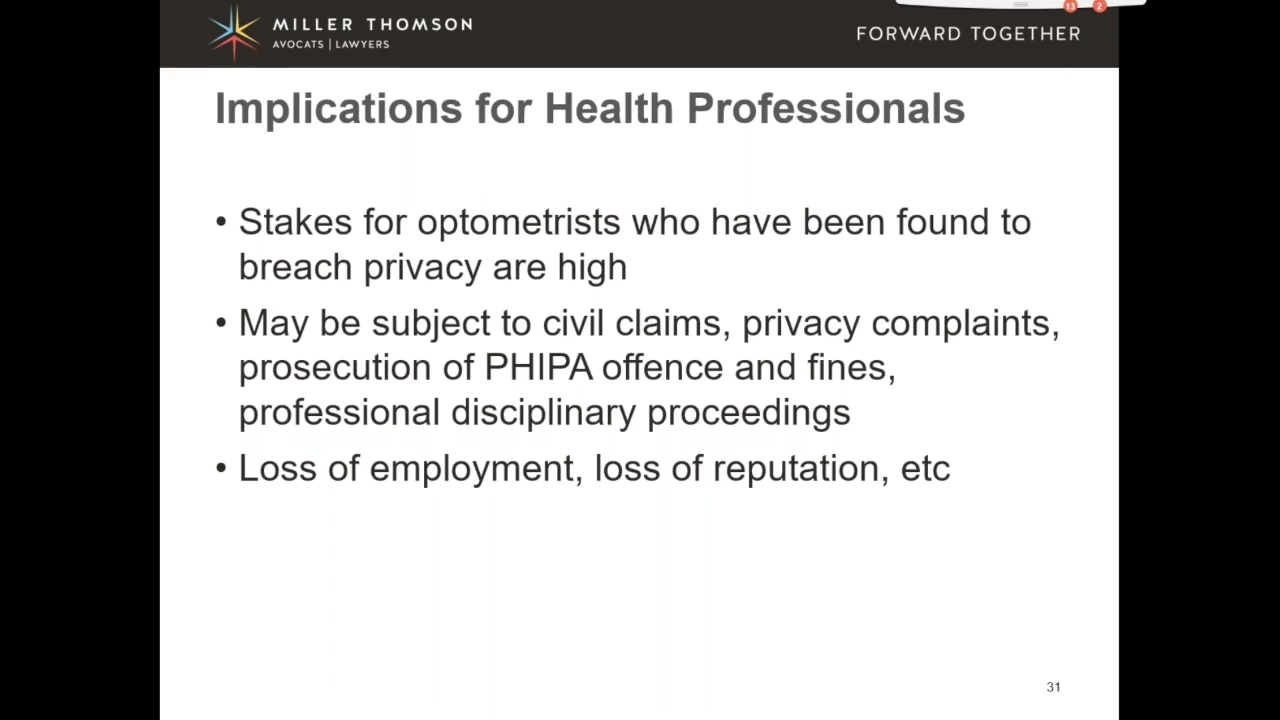 MILLER THOMSON
AVOCATS | LAWYERS
FORWARD TOGETHER
13
2
Implications for Health Professionals
• Stakes for optometrists who have been found to
breach privacy are high
• May be subject to civil claims, privacy complaints,
prosecution of PHIPA offence and fines,
professional disciplinary proceedings
• Loss of employment, loss of reputation, etc
31